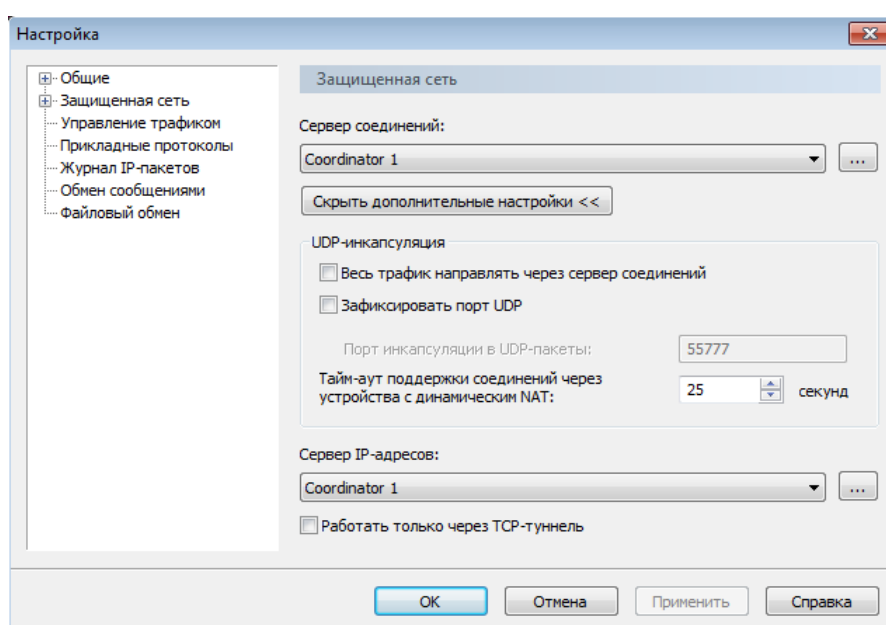 Настройка
Общие
Защищенная сеть
Управление трафиком
Прикладные протоколы
Журнал IP-пакетов
Обмен сообщениями
Файловый обмен
Защищенная сеть
Сервер соединений:
Coordinator 1
...
Скрыть дополнительные настройки <<
UDP-инкапсуляция
Весь трафик направлять через сервер соединений
Зафиксировать порт UDP
Порт инкапсуляции в UDP-пакеты:
55777
Тайм-аут поддержки соединений через
устройства с динамическим NAT:
25
секунд
Сервер IP-адресов:
Coordinator 1
...
Работать только через TCP-туннель
OK
Отмена
Применить
Справка